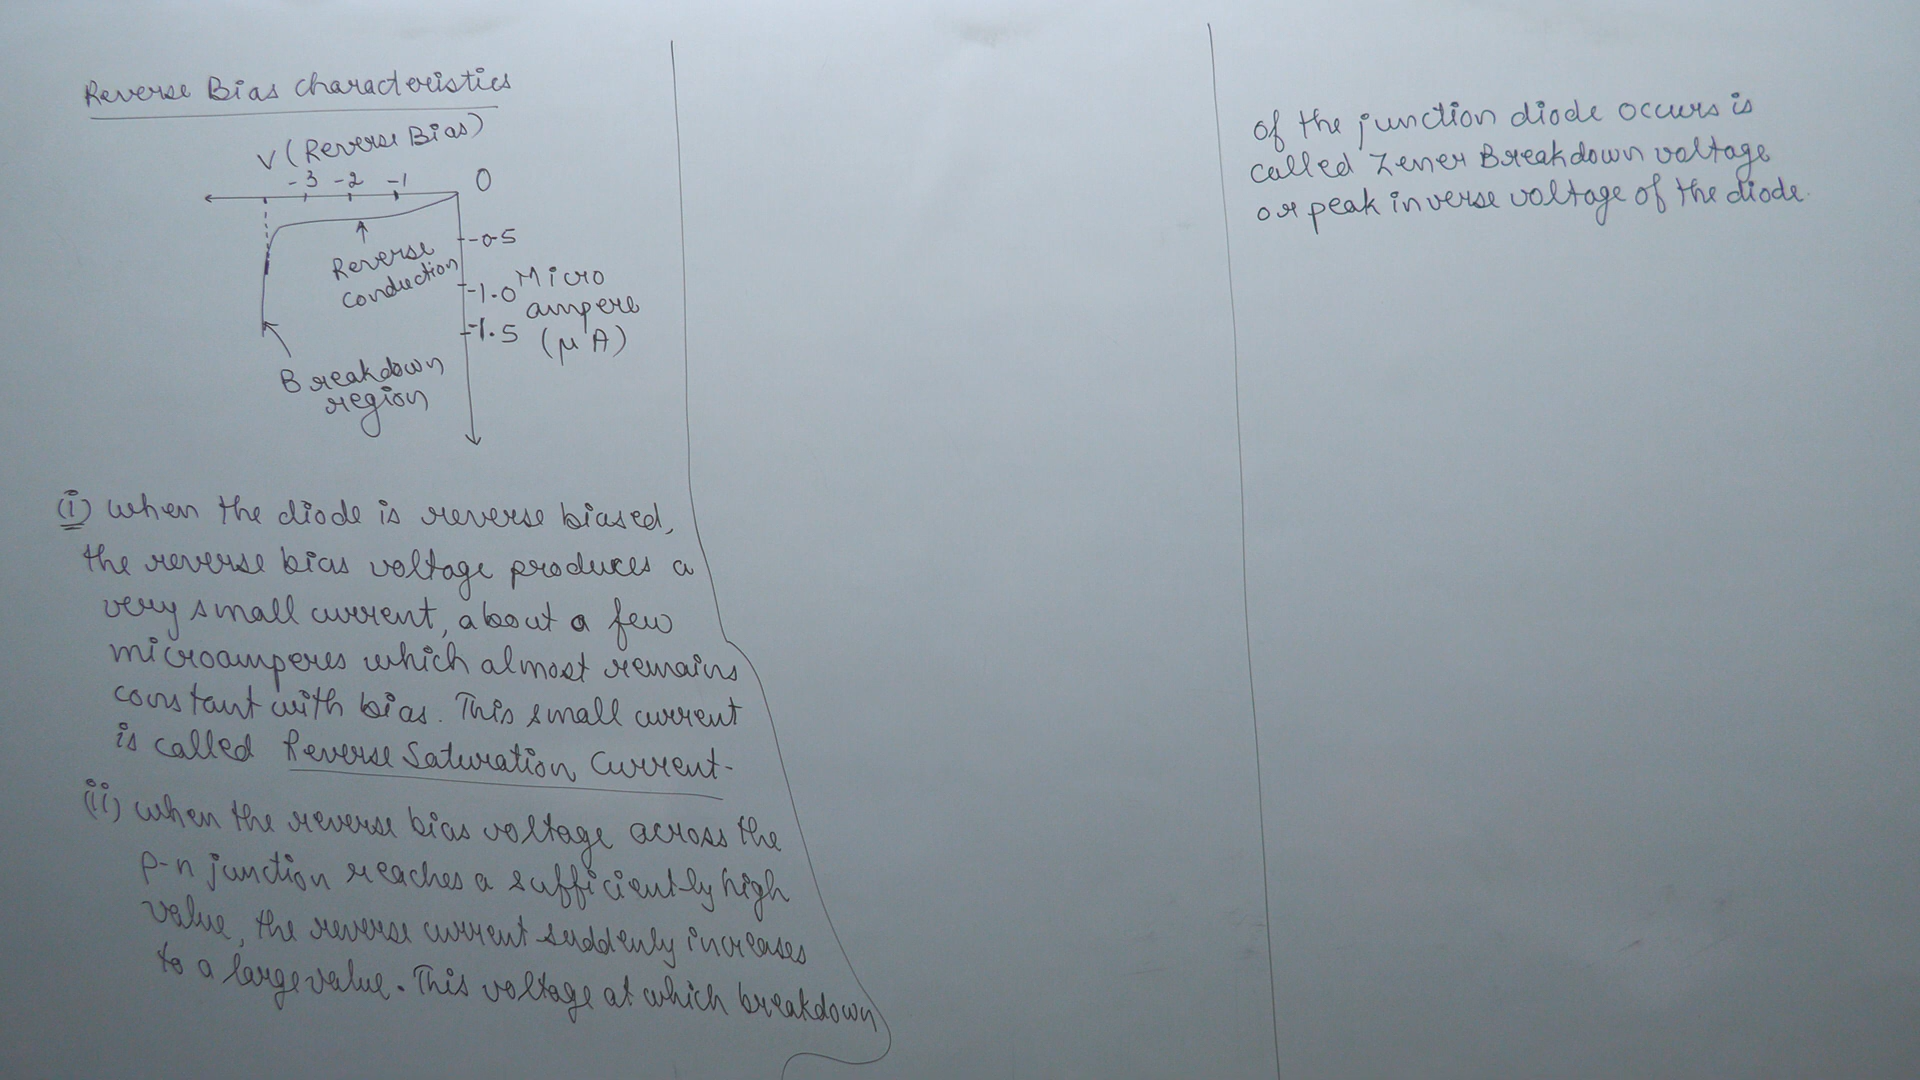 Reverse Bias characteristics
V (Reverse Bias)
-3 -2 -1 0
-0.5
Reverse
conduction
-1.0 Micro
ampere
-1.5 (μA)
Breakdown
region
(i) when the diode is reverse biased,
the reverse bias voltage produces a
very small current, about a few
microamperes which almost remains
constant with bias. This small current
is called Reverse Saturation Current-
(ii) when the reverse bias voltage across the
p-n junction reaches a sufficiently high
value, the reverse current suddenly increases
to a large value. This voltage at which breakdown
of the junction diode occurs is
called Zener Breakdown voltage
or peak inverse voltage of the diode.